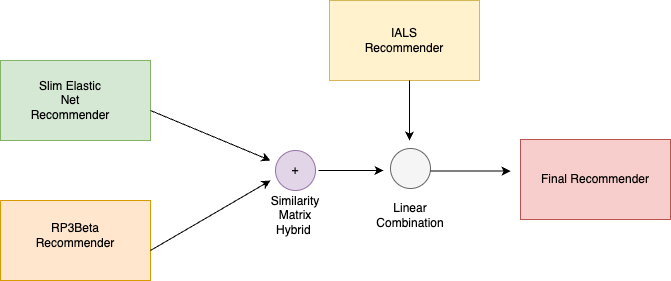 IALS
Recommender
Slim Elastic
Net
Recommender
+
Similarity
Matrix
Hybrid
Linear
Combination
Final Recommender
RP3Beta
Recommender